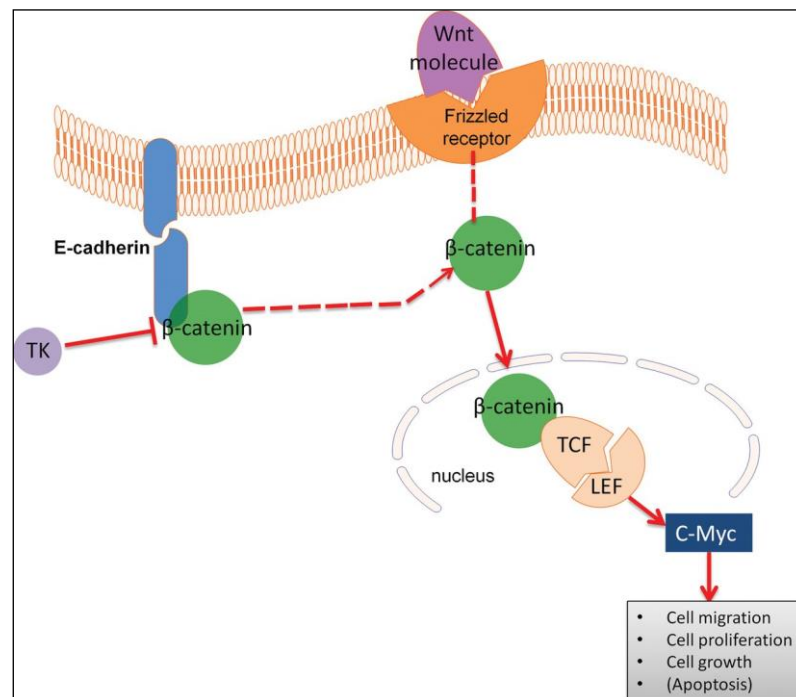 Wnt
molecule
Frizzled
receptor
E-cadherin
β-catenin
β-catenin
TK
β-catenin
TCF
LEF
nucleus
C-Myc
• Cell migration
• Cell proliferation
• Cell growth
• (Apoptosis)